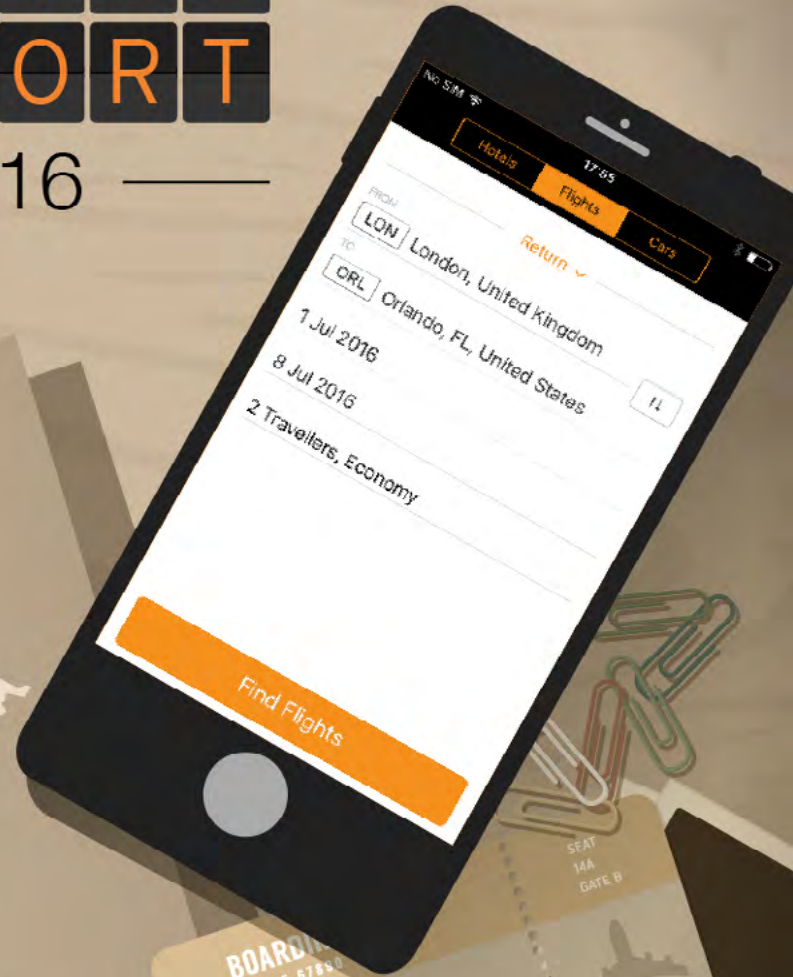 ORT
16
No SIM
17:55
Hotels
Flights
Cars
Return
FROM
LON London, United Kingdom
TO
ORL Orlando, FL, United States
1 Jul 2016
8 Jul 2016
2 Travellers, Economy
Find Flights
SEAT
14A
GATE B
BOARDI
67890